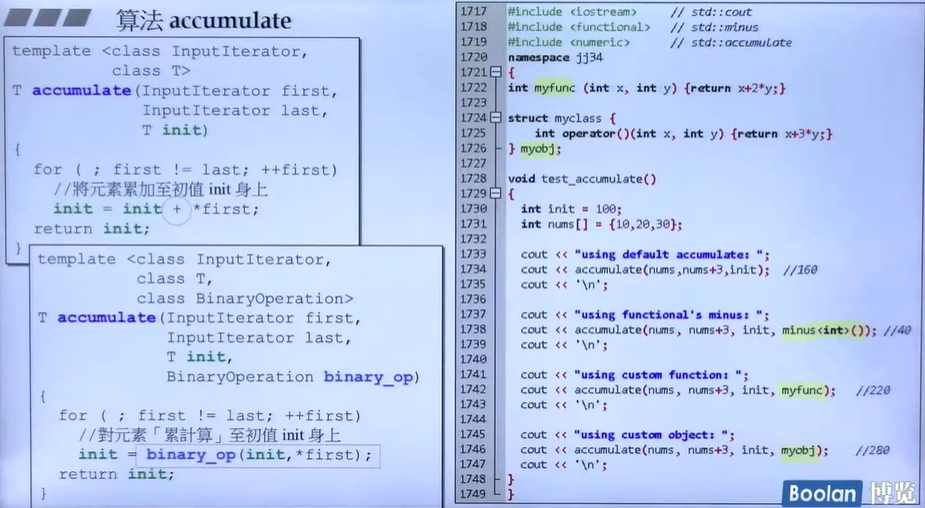 算法 accumulate
template <class InputIterator,
class T>
T accumulate(InputIterator first,
InputIterator last,
T init)
{
for ( ; first != last; ++first)
//將元素累加至初值 init 身上
init = init + *first;
return init;
}
template <class InputIterator,
class T,
class BinaryOperation>
T accumulate(InputIterator first,
InputIterator last,
T init,
BinaryOperation binary_op)
{
for ( ; first != last; ++first)
//對元素「累計算」至初值 init 身上
init = binary_op(init,*first);
return init;
}
1717 #include <iostream> // std::cout
1718 #include <functional> // std::minus
1719 #include <numeric> // std::accumulate
1720 namespace jj34
1721 {
1722 int myfunc (int x, int y) {return x+2*y;}
1723
1724 struct myclass {
1725 int operator()(int x, int y) {return x+3*y;}
1726 } myobj;
1727
1728 void test_accumulate()
1729 {
1730 int init = 100;
1731 int nums[] = {10,20,30};
1732
1733 cout << "using default accumulate: ";
1734 cout << accumulate(nums,nums+3,init); //160
1735 cout << '\n';
1736
1737 cout << "using functional's minus: ";
1738 cout << accumulate(nums, nums+3, init, minus<int>()); //40
1739 cout << '\n';
1740
1741 cout << "using custom function: ";
1742 cout << accumulate(nums, nums+3, init, myfunc); //220
1743 cout << '\n';
1744
1745 cout << "using custom object: ";
1746 cout << accumulate(nums, nums+3, init, myobj); //280
1747 cout << '\n';
1748 }
1749 }
Boolan 博览